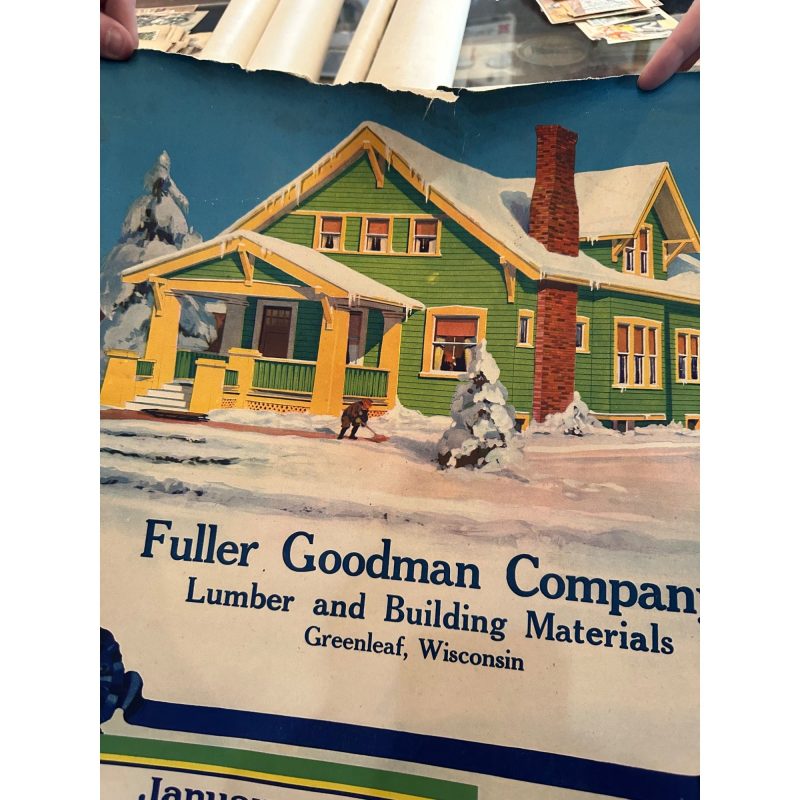 Fuller Goodman Company
Lumber and Building Materials
Greenleaf, Wisconsin